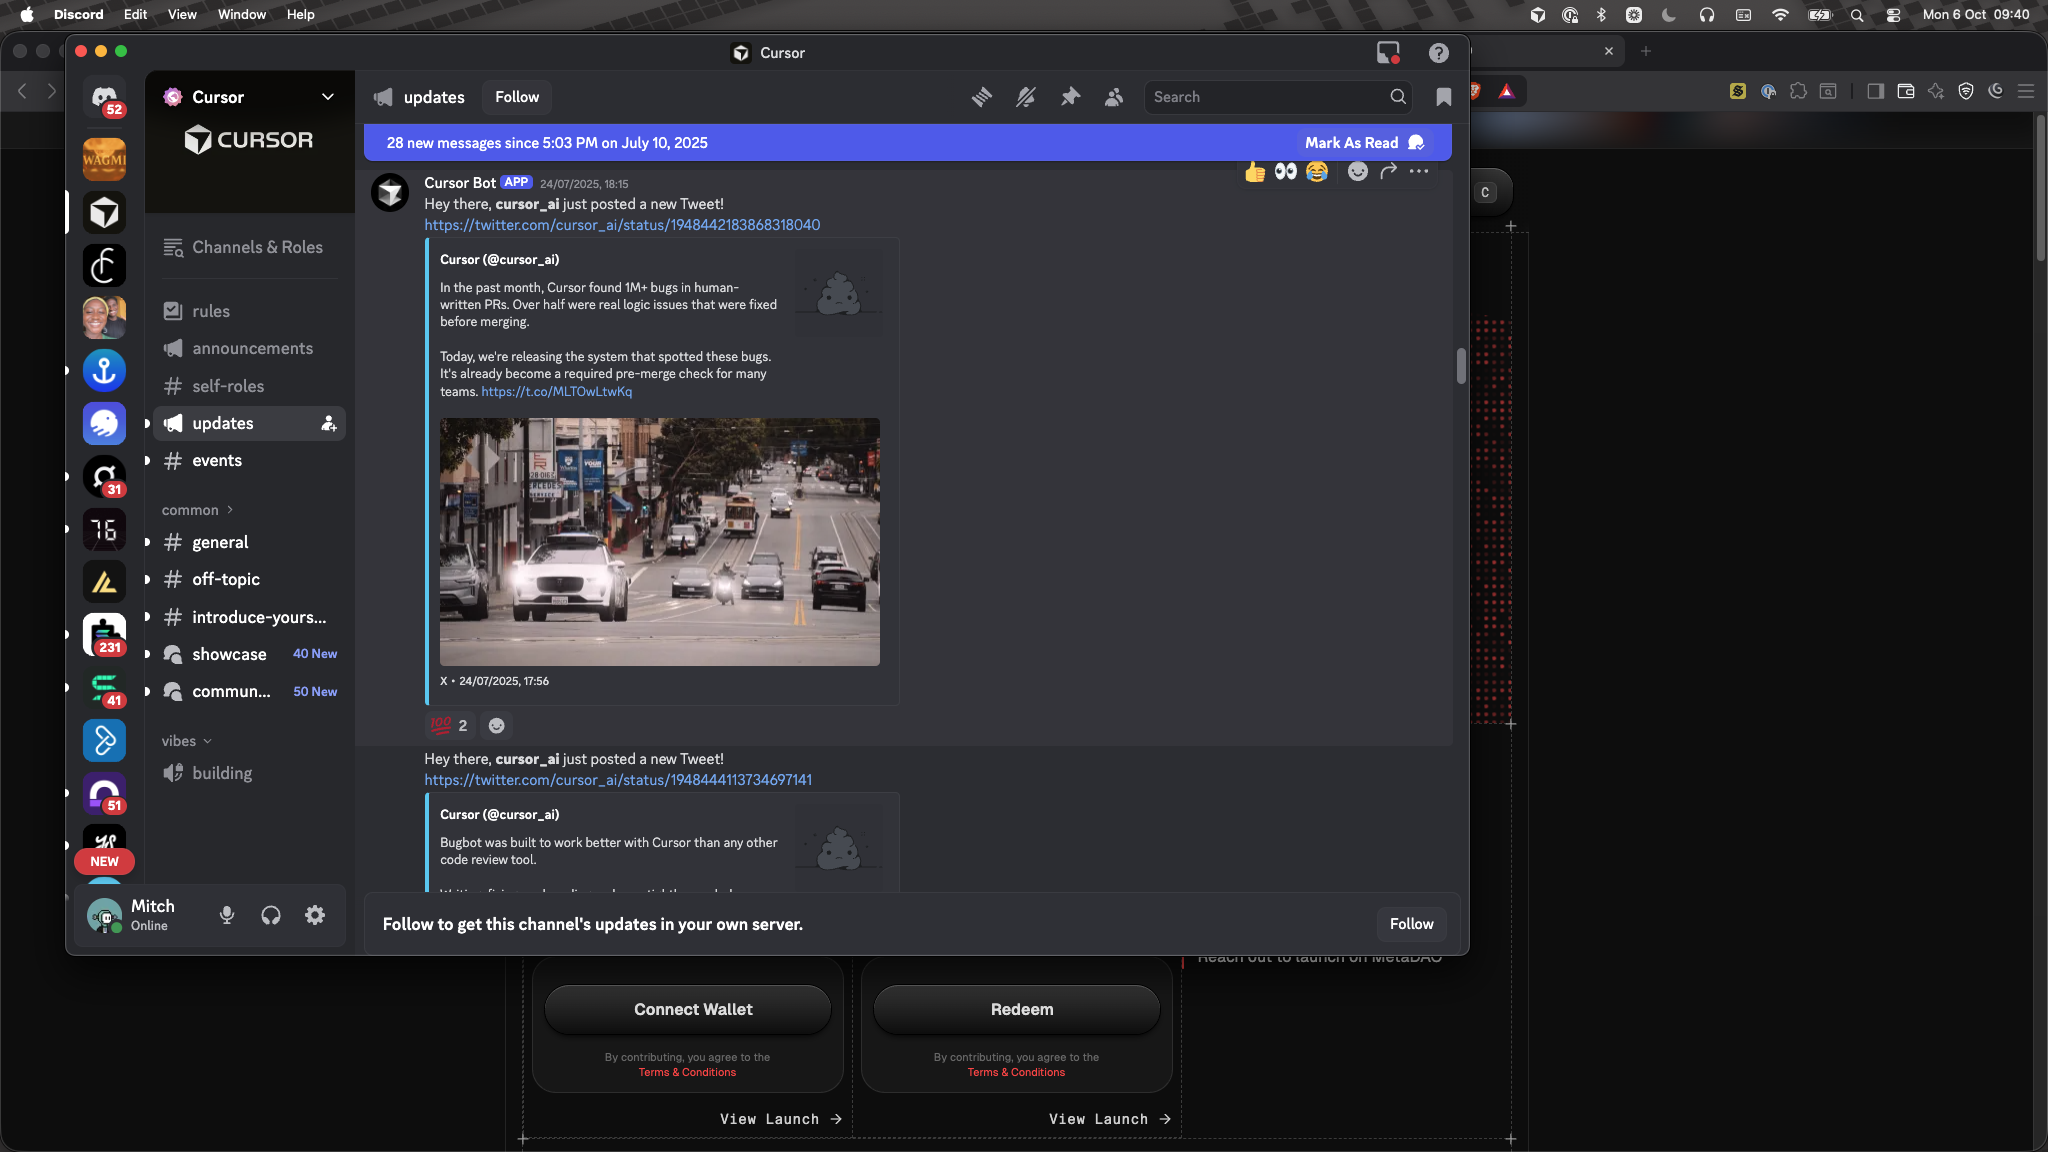 Discord Edit View Window Help
Mon 6 Oct 09:40
Cursor
52
WAGMI
31
76
231
41
51
NEW
Cursor
CURSOR
Channels & Roles
rules
announcements
self-roles
updates
events
common
general
off-topic
introduce-yours...
showcase 40 New
commun... 50 New
vibes
building
Mitch
Online
updates Follow
Search
28 new messages since 5:03 PM on July 10, 2025 Mark As Read
Cursor Bot APP 24/07/2025, 18:15
Hey there, cursor_ai just posted a new Tweet!
https://twitter.com/cursor_ai/status/1948442183868318040
Cursor (@cursor_ai)
In the past month, Cursor found 1M+ bugs in human-
written PRs. Over half were real logic issues that were fixed
before merging.
Today, we're releasing the system that spotted these bugs.
It's already become a required pre-merge check for many
teams. https://t.co/MLTOwLtwKq
X • 24/07/2025, 17:56
100 2
Hey there, cursor_ai just posted a new Tweet!
https://twitter.com/cursor_ai/status/1948444113734697141
Cursor (@cursor_ai)
Bugbot was built to work better with Cursor than any other
code review tool.
Follow to get this channel's updates in your own server. Follow
C
Reach out to launch on MetaDAO
Connect Wallet
By contributing, you agree to the
Terms & Conditions
View Launch →
Redeem
By contributing, you agree to the
Terms & Conditions
View Launch →